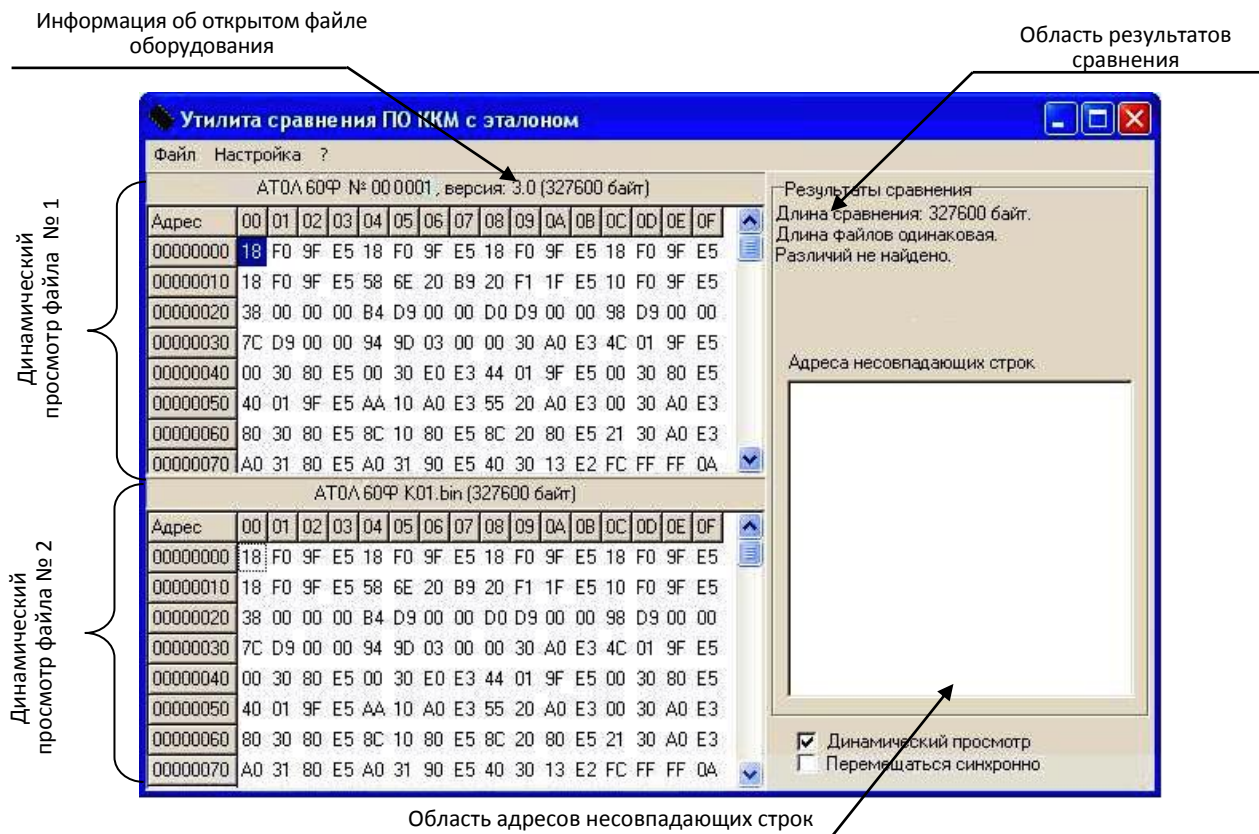 Информация об открытом файле
оборудования
Область результатов
сравнения
Утилита сравнения ПО ККМ с эталоном
Файл Настройка ?
АТОЛ 60Ф № 00 0001 , версия: 3.0 (327600 байт)
Адрес 00 01 02 03 04 05 06 07 08 09 0A 0B 0C 0D 0E 0F
00000000 18 F0 9F E5 18 F0 9F E5 18 F0 9F E5 18 F0 9F E5
00000010 18 F0 9F E5 58 6E 20 B9 20 F1 1F E5 10 F0 9F E5
00000020 38 00 00 00 B4 D9 00 00 D0 D9 00 00 98 D9 00 00
00000030 7C D9 00 00 94 9D 03 00 00 30 A0 E3 4C 01 9F E5
00000040 00 30 80 E5 00 30 E0 E3 44 01 9F E5 00 30 80 E5
00000050 40 01 9F E5 AA 10 A0 E3 55 20 A0 E3 00 30 A0 E3
00000060 80 30 80 E5 8C 10 80 E5 8C 20 80 E5 21 30 A0 E3
00000070 A0 31 80 E5 A0 31 90 E5 40 30 13 E2 FC FF FF 0A
АТОЛ 60Ф K01.bin (327600 байт)
Адрес 00 01 02 03 04 05 06 07 08 09 0A 0B 0C 0D 0E 0F
00000000 18 F0 9F E5 18 F0 9F E5 18 F0 9F E5 18 F0 9F E5
00000010 18 F0 9F E5 58 6E 20 B9 20 F1 1F E5 10 F0 9F E5
00000020 38 00 00 00 B4 D9 00 00 D0 D9 00 00 98 D9 00 00
00000030 7C D9 00 00 94 9D 03 00 00 30 A0 E3 4C 01 9F E5
00000040 00 30 80 E5 00 30 E0 E3 44 01 9F E5 00 30 80 E5
00000050 40 01 9F E5 AA 10 A0 E3 55 20 A0 E3 00 30 A0 E3
00000060 80 30 80 E5 8C 10 80 E5 8C 20 80 E5 21 30 A0 E3
00000070 A0 31 80 E5 A0 31 90 E5 40 30 13 E2 FC FF FF 0A
Результаты сравнения
Длина сравнения: 327600 байт.
Длина файлов одинаковая.
Различий не найдено.
Адреса несовпадающих строк
Динамический просмотр
Перемещаться синхронно
Динамический
просмотр файла № 1
Динамический
просмотр файла № 2
Область адресов несовпадающих строк